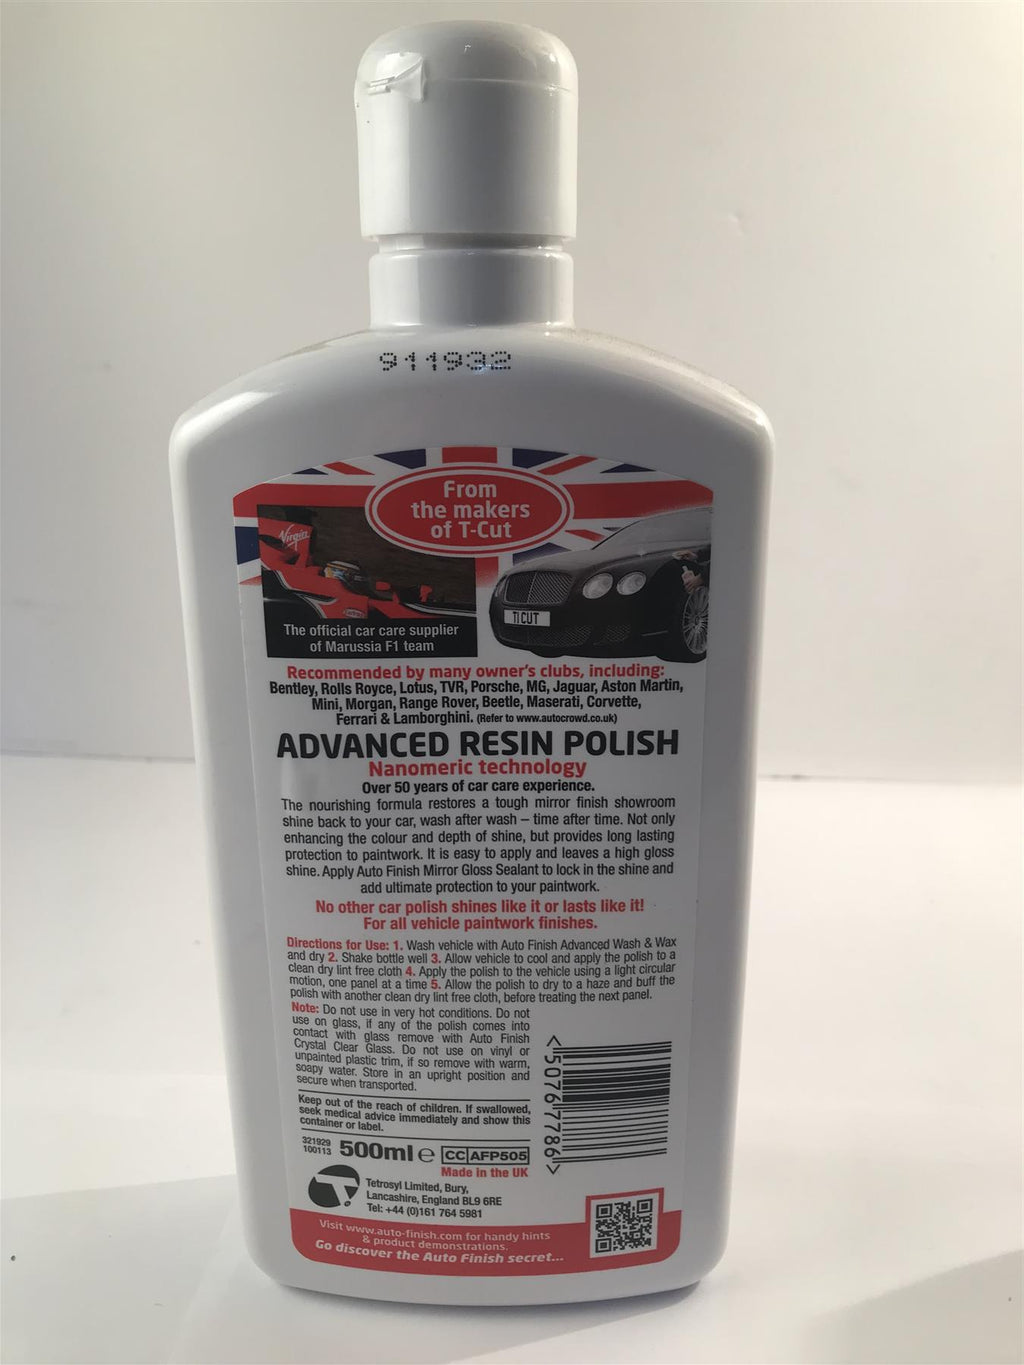 911932
From
the makers
of T-Cut
Virgin
T1 CUT
The official car care supplier
of Marussia F1 team
Recommended by many owner's clubs, including:
Bentley, Rolls Royce, Lotus, TVR, Porsche, MG, Jaguar, Aston Martin,
Mini, Morgan, Range Rover, Beetle, Maserati, Corvette,
Ferrari & Lamborghini. (Refer to www.autocrowd.co.uk)
ADVANCED RESIN POLISH
Nanomeric technology
Over 50 years of car care experience.
The nourishing formula restores a tough mirror finish showroom
shine back to your car, wash after wash – time after time. Not only
enhancing the colour and depth of shine, but provides long lasting
protection to paintwork. It is easy to apply and leaves a high gloss
shine. Apply Auto Finish Mirror Gloss Sealant to lock in the shine and
add ultimate protection to your paintwork.
No other car polish shines like it or lasts like it!
For all vehicle paintwork finishes.
Directions for Use: 1. Wash vehicle with Auto Finish Advanced Wash & Wax
and dry 2. Shake bottle well 3. Allow vehicle to cool and apply the polish to a
clean dry lint free cloth 4. Apply the polish to the vehicle using a light circular
motion, one panel at a time 5. Allow the polish to dry to a haze and buff the
polish with another clean dry lint free cloth, before treating the next panel.
Note: Do not use in very hot conditions. Do not
use on glass, if any of the polish comes into
contact with glass remove with Auto Finish
Crystal Clear Glass. Do not use on vinyl or
unpainted plastic trim, if so remove with warm,
soapy water. Store in an upright position and
secure when transported.
Keep out of the reach of children. If swallowed,
seek medical advice immediately and show this
container or label.
321929
100113
500ml e
CC AFP505
Made in the UK
<50767786>
Tetrosyl Limited, Bury,
Lancashire, England BL9 6RE
Tel: +44 (0)161 764 5981
Visit www.auto-finish.com for handy hints
& product demonstrations.
Go discover the Auto Finish secret...